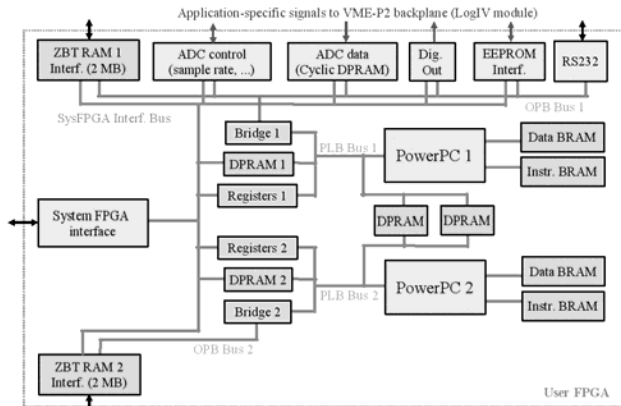 Application-specific signals to VME-P2 backplane (LogIV module)
ZBT RAM 1
Interf. (2 MB)
ADC control
(sample rate, ...)
ADC data
(Cyclic DPRAM)
Dig.
Out
EEPROM
Interf.
RS232
OPB Bus 1
SysFPGA Interf. Bus
Bridge 1
PLB Bus 1
PowerPC 1
Data BRAM
DPRAM 1
Instr. BRAM
Registers 1
System FPGA
interface
DPRAM
DPRAM
Registers 2
DPRAM 2
PowerPC 2
Data BRAM
PLB Bus 2
Instr. BRAM
Bridge 2
OPB Bus 2
ZBT RAM 2
Interf. (2 MB)
User FPGA